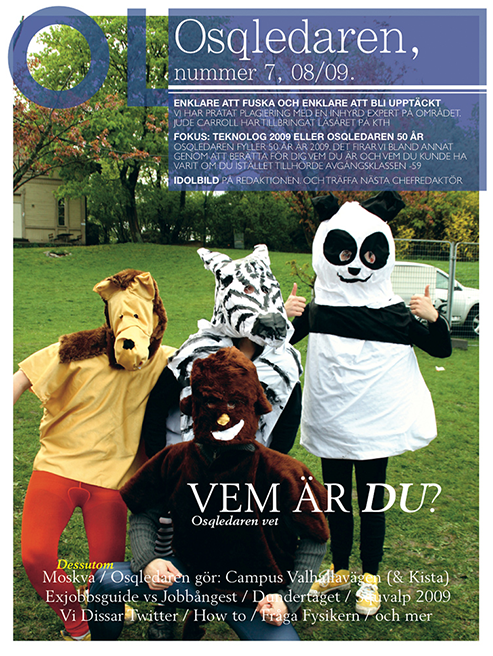 OL
Osqledaren,
nummer 7, 08/09.
ENKLARE ATT FUSKA OCH ENKLARE ATT BLI UPPTÄCKT
VI HAR PRATAT PLAGIERING MED EN INHYRD EXPERT PÅ OMRÅDET.
JUDE CARROLL HAR TILLBRINGAT LÄSÅRET PÅ KTH
FOKUS: TEKNOLOG 2009 ELLER OSQLEDAREN 50 ÅR
OSQLEDAREN FYLLER 50 ÅR ÅR 2009. DET FIRAR VI BLAND ANNAT
GENOM ATT BERÄTTA FÖR DIG VEM DU ÄR OCH VEM DU KUNDE HA
VARIT OM DU ISTÄLLET TILLHÖRDE AVGÅNGSKLASSEN -59
IDOLBILD PÅ REDAKTIONEN. OCH TRÄFFA NÄSTA CHEFREDAKTÖR
VEM ÄR DU?
Osqledaren vet
Dessutom
Moskva / Osqledaren gör: Campus Valhallavägen (& Kista)
Exjobbsguide vs Jobbångest / Dundertåget / Squvalp 2009
Vi Dissar Twitter / How to / Fråga Fysikern / och mer